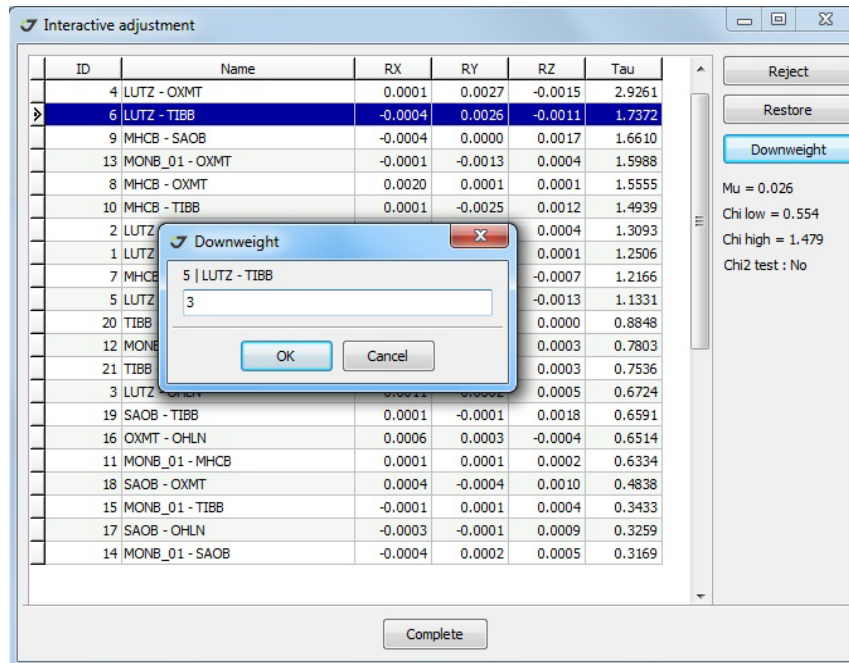 Interactive adjustment
ID Name RX RY RZ Tau
4 LUTZ - OXMT 0.0001 0.0027 -0.0015 2.9261
6 LUTZ - TIBB -0.0004 0.0026 -0.0011 1.7372
9 MHCB - SAOB -0.0004 0.0000 0.0017 1.6610
13 MONB_01 - OXMT -0.0001 -0.0013 0.0004 1.5988
8 MHCB - OXMT 0.0020 0.0001 0.0001 1.5555
10 MHCB - TIBB 0.0001 -0.0025 0.0012 1.4939
2 LUTZ 0.0004 1.3093
1 LUTZ 0.0001 1.2506
7 MHCB -0.0007 1.2166
5 LUTZ -0.0013 1.1331
20 TIBB 0.0000 0.8848
12 MONB 0.0003 0.7803
21 TIBB 0.0003 0.7536
3 LUTZ 0.0005 0.6724
19 SAOB - TIBB 0.0001 -0.0001 0.0018 0.6591
16 OXMT - OHLN 0.0006 0.0003 -0.0004 0.6514
11 MONB_01 - MHCB 0.0001 0.0001 0.0002 0.6334
18 SAOB - OXMT 0.0004 -0.0004 0.0010 0.4838
15 MONB_01 - TIBB -0.0001 0.0001 0.0004 0.3433
17 SAOB - OHLN -0.0003 -0.0001 0.0009 0.3259
14 MONB_01 - SAOB -0.0004 0.0002 0.0005 0.3169
Downweight
5 | LUTZ - TIBB
3
OK Cancel
Reject
Restore
Downweight
Mu = 0.026
Chi low = 0.554
Chi high = 1.479
Chi2 test : No
Complete